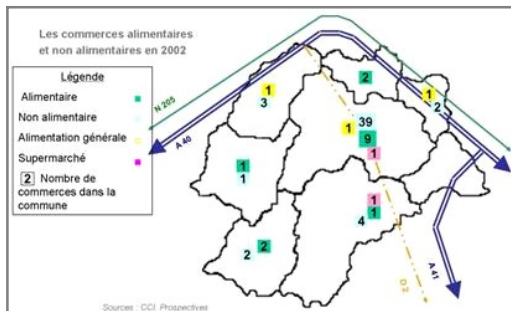 Les commerces alimentaires
et non alimentaires en 2002
Légende
Alimentaire
Non alimentaire
Alimentation générale
Supermarché
2 Nombre de
commerces dans la
commune
N 205
A 40
1
3
2
1
2
39
1
9
1
1
1
1
1
4
2
2
D 2
A 41
Sources : CCI, Prospectives